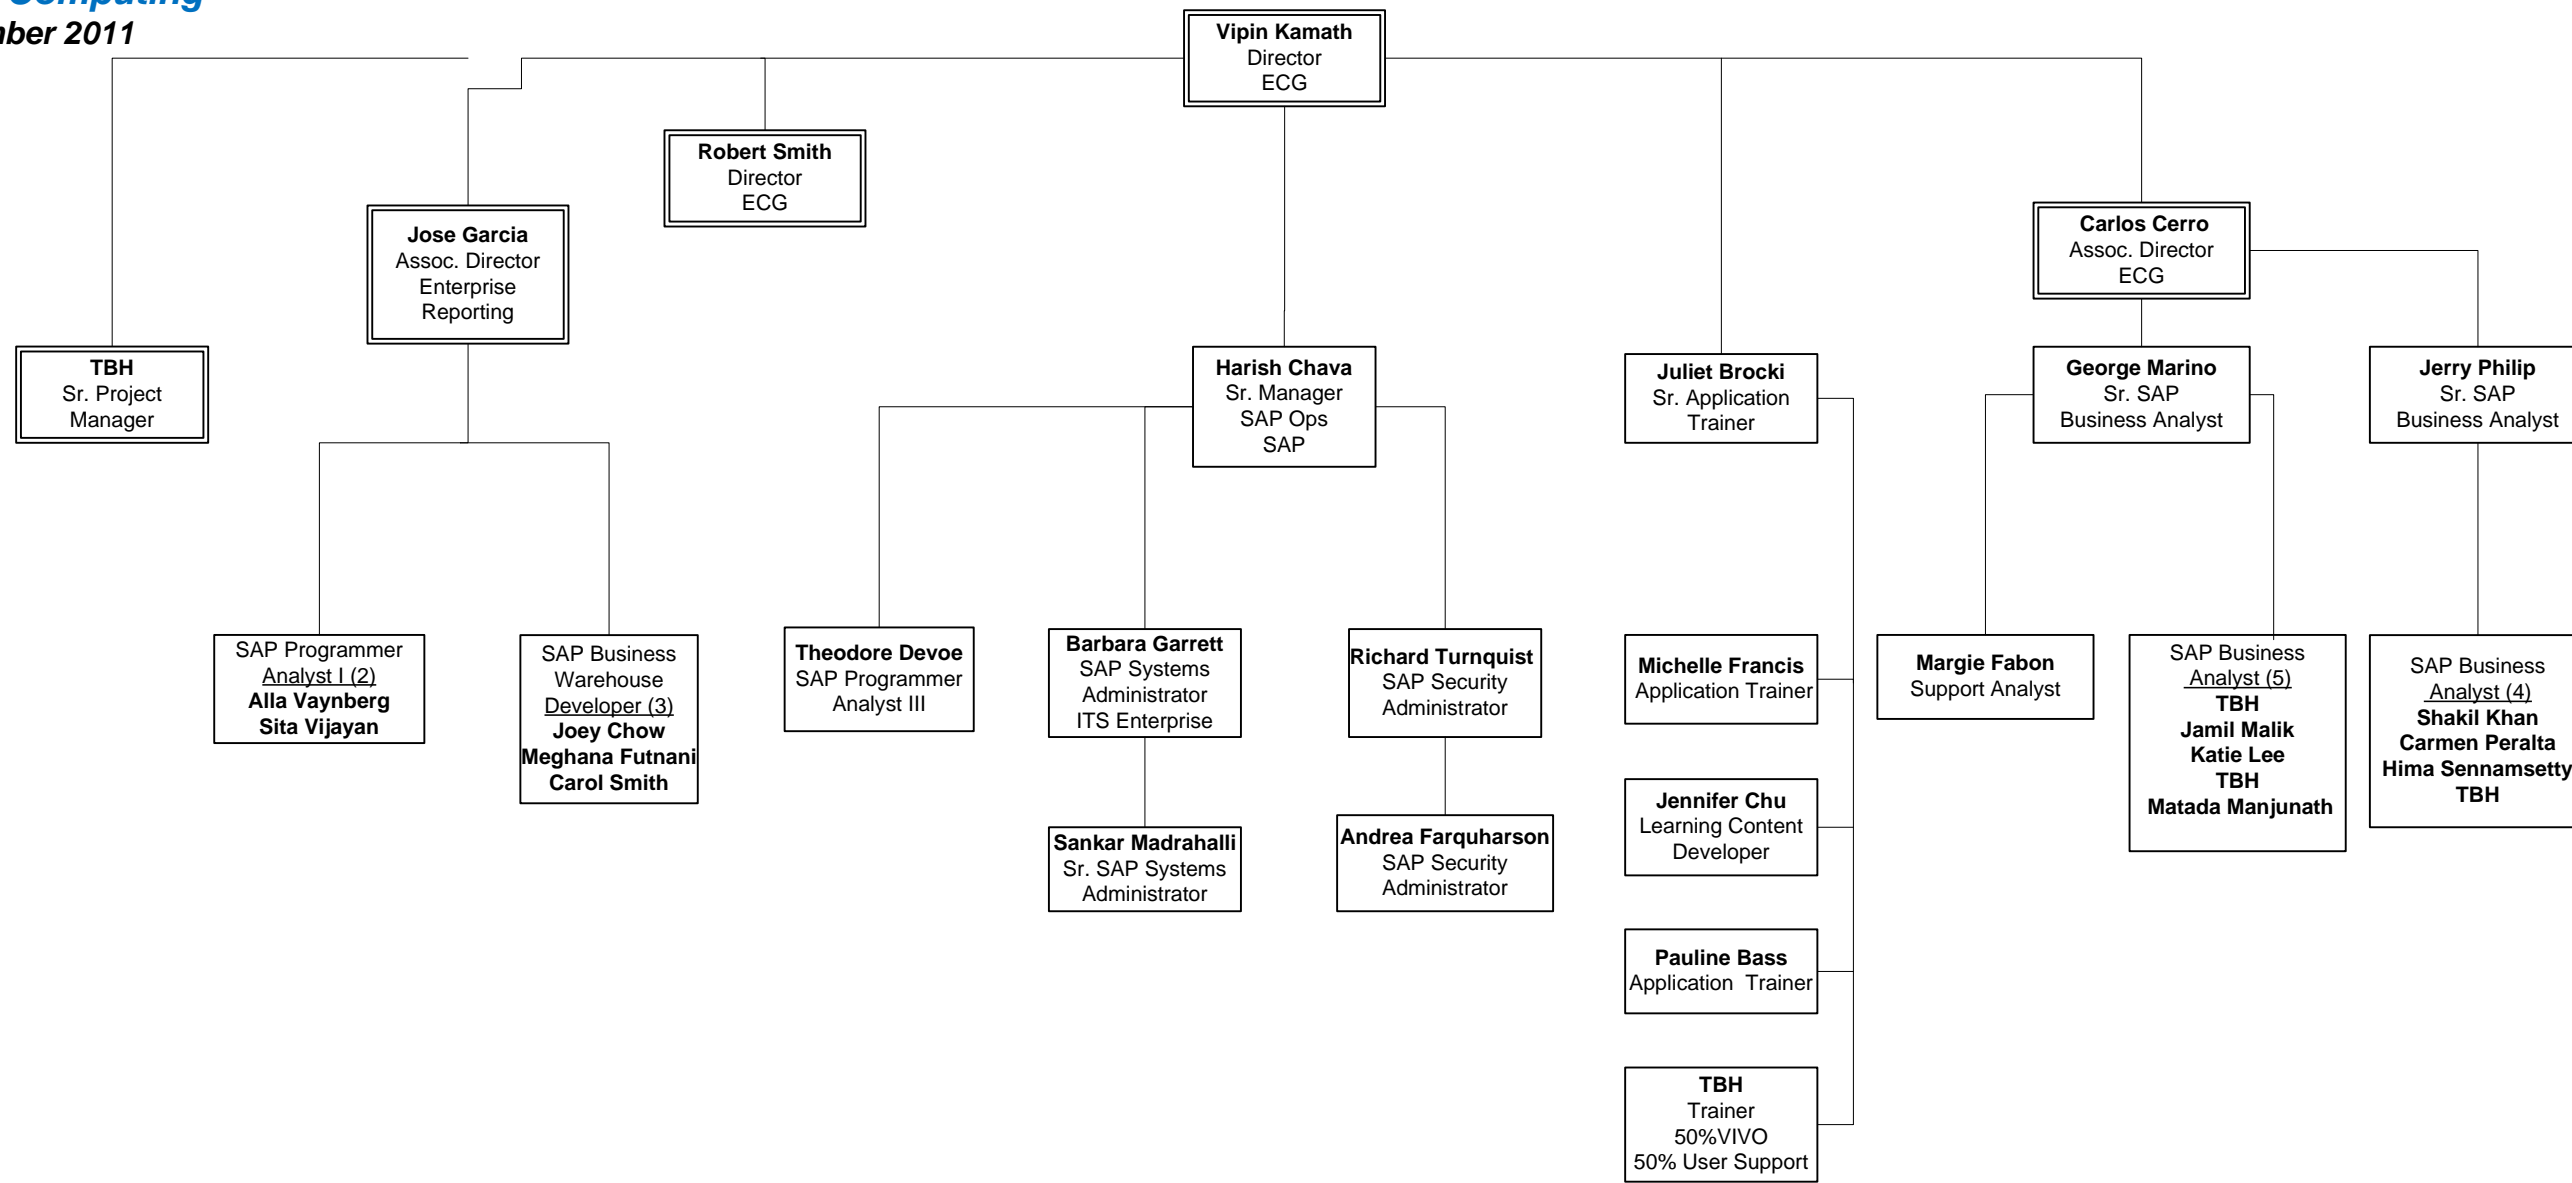 Computing
2011
Vipin Kamath
Director
ECG
Robert Smith
Director
ECG
Jose Garcia
Assoc. Director
Enterprise
Reporting
Carlos Cerro
Assoc. Director
ECG
TBH
Sr. Project
Manager
Harish Chava
Sr. Manager
SAP Ops
SAP
Juliet Brocki
Sr. Application
Trainer
George Marino
Sr. SAP
Business Analyst
Jerry Philip
Sr. SAP
Business Analyst
SAP Programmer
Analyst I (2)
Alla Vaynberg
Sita Vijayan
SAP Business
Warehouse
Developer (3)
Joey Chow
Meghana Futnani
Carol Smith
Theodore Devoe
SAP Programmer
Analyst III
Barbara Garrett
SAP Systems
Administrator
ITS Enterprise
Richard Turnquist
SAP Security
Administrator
Michelle Francis
Application Trainer
Margie Fabon
Support Analyst
SAP Business
Analyst (5)
TBH
Jamil Malik
Katie Lee
TBH
Matada Manjunath
SAP Business
Analyst (4)
Shakil Khan
Carmen Peralta
Hima Sennamsetty
TBH
Sankar Madrahalli
Sr. SAP Systems
Administrator
Andrea Farquharson
SAP Security
Administrator
Jennifer Chu
Learning Content
Developer
Pauline Bass
Application Trainer
TBH
Trainer
50%VIVO
50% User Support